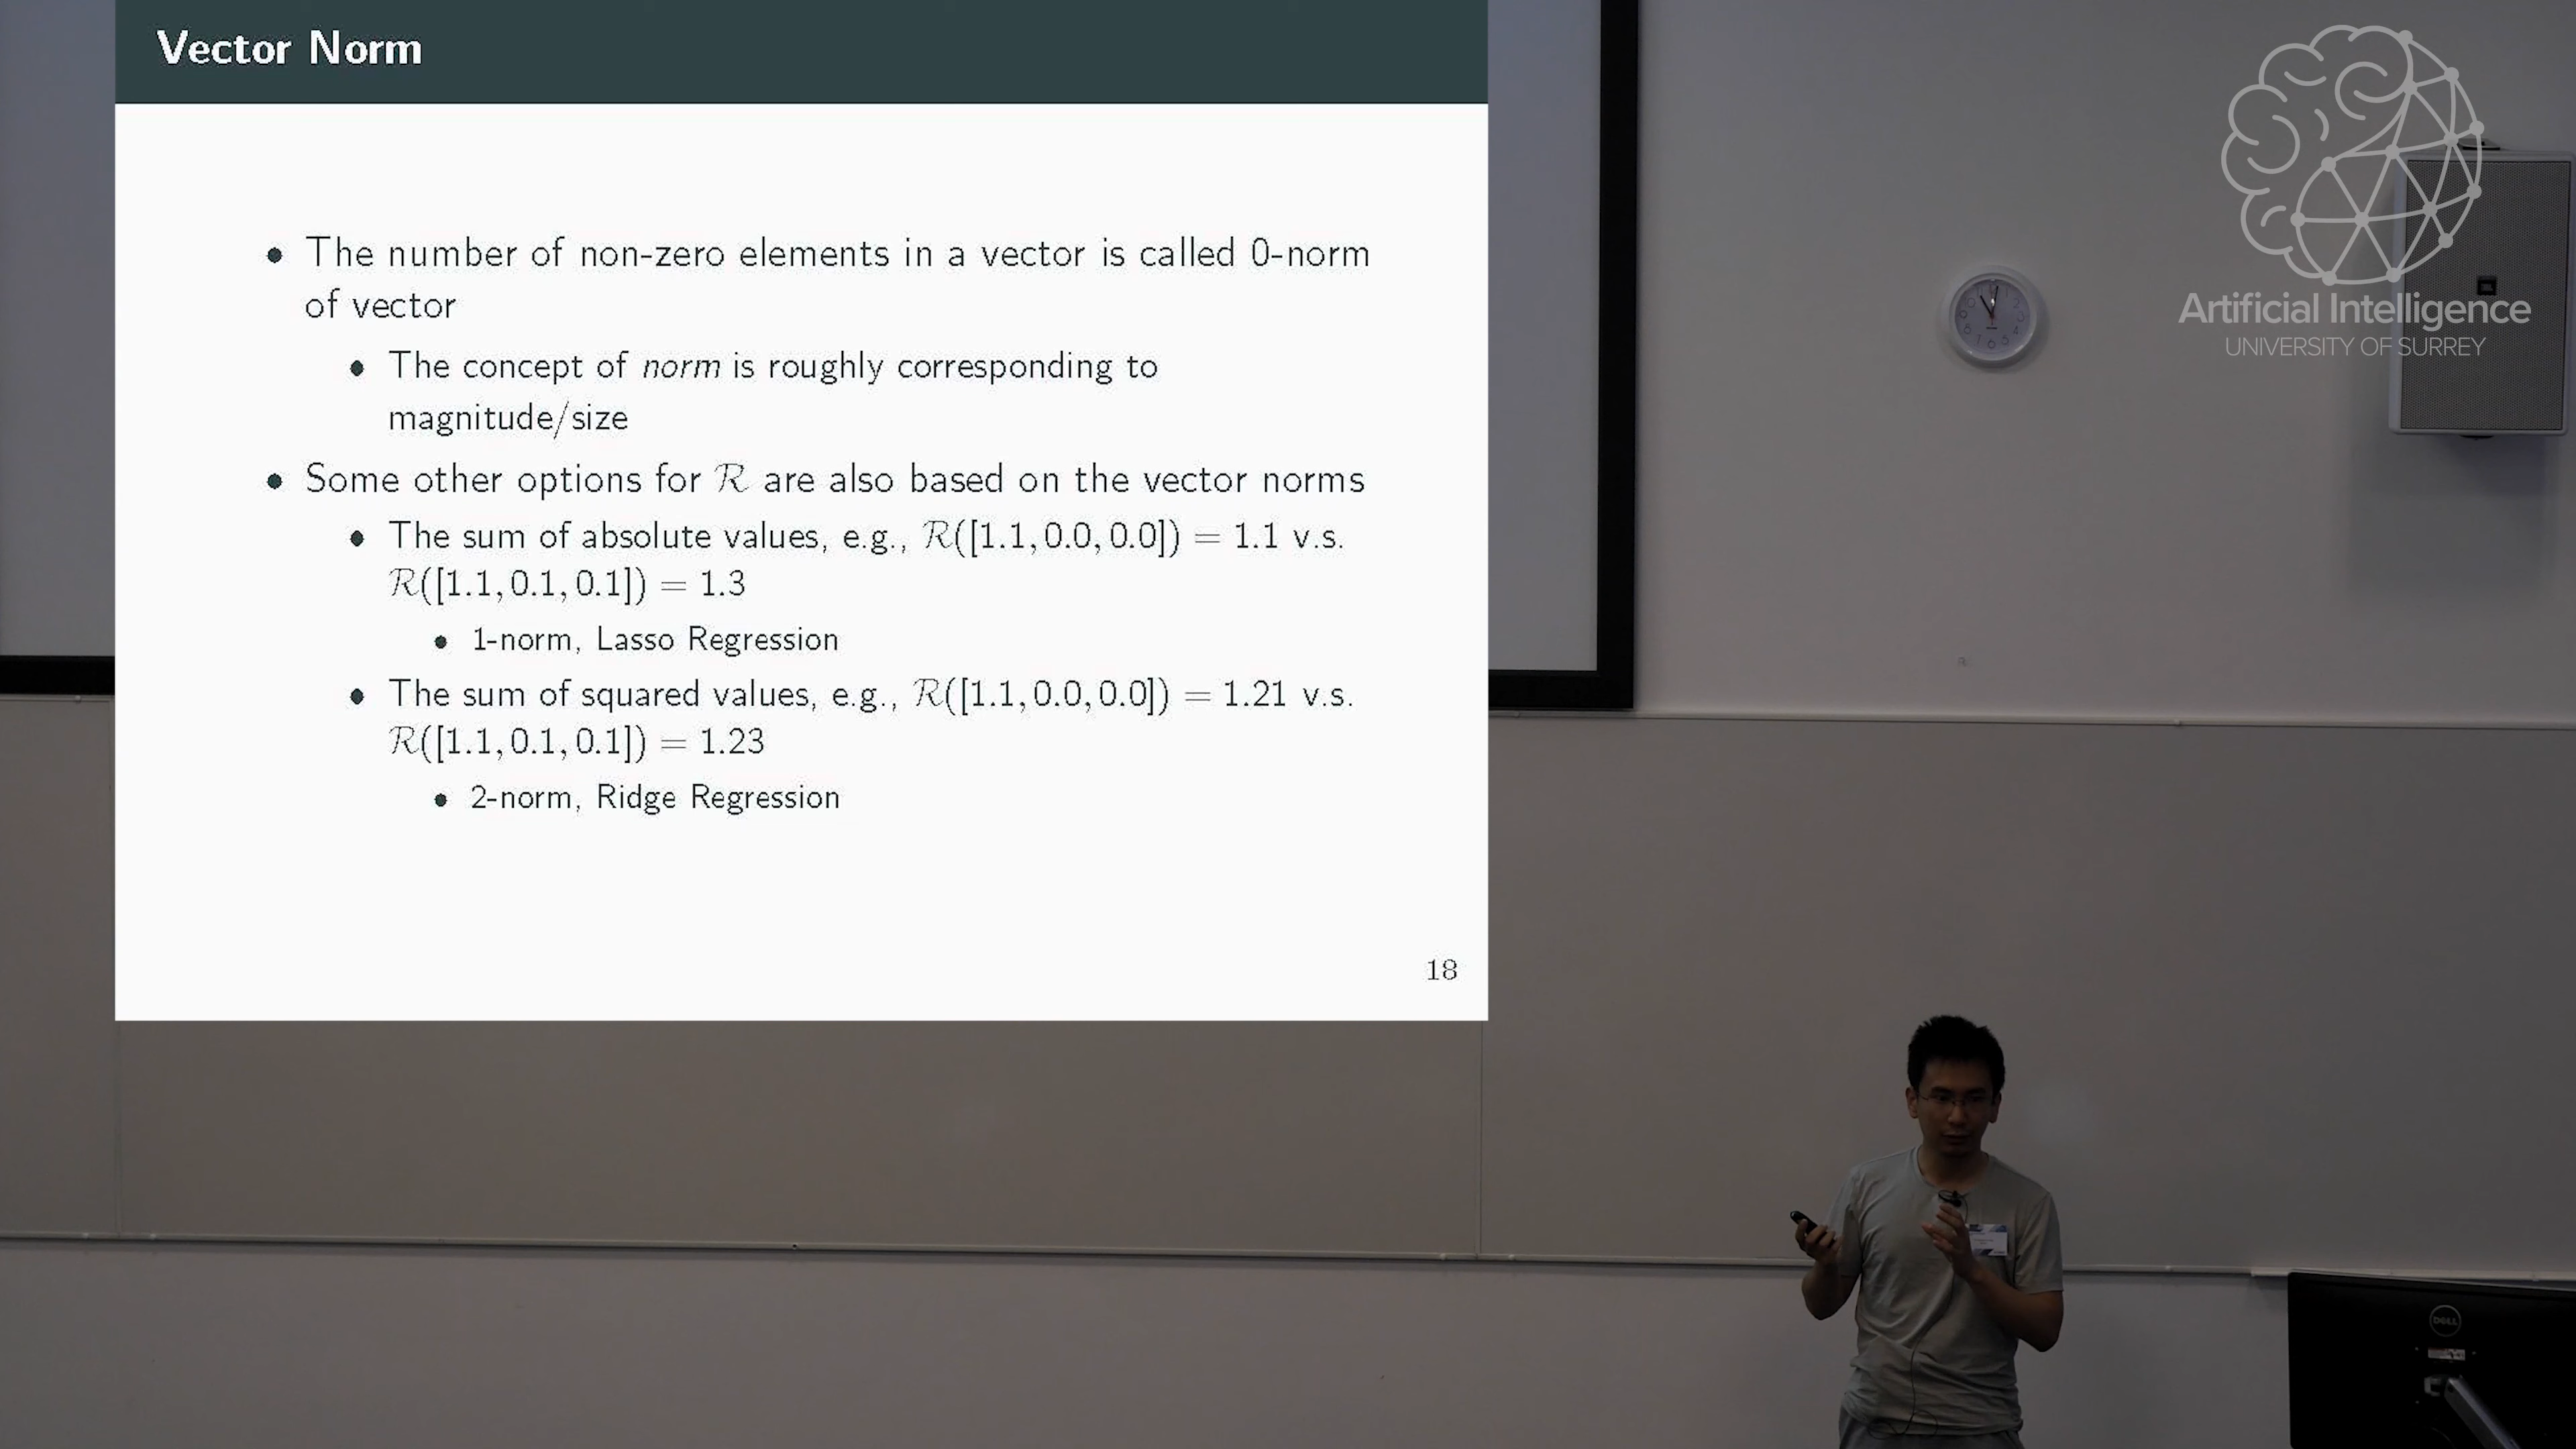 Vector Norm
• The number of non-zero elements in a vector is called 0-norm
of vector
• The concept of norm is roughly corresponding to
magnitude/size
• Some other options for ℛ are also based on the vector norms
• The sum of absolute values, e.g., ℛ([1.1, 0.0, 0.0]) = 1.1 v.s.
ℛ([1.1, 0.1, 0.1]) = 1.3
• 1-norm, Lasso Regression
• The sum of squared values, e.g., ℛ([1.1, 0.0, 0.0]) = 1.21 v.s.
ℛ([1.1, 0.1, 0.1]) = 1.23
• 2-norm, Ridge Regression
18
Artificial Intelligence
UNIVERSITY OF SURREY
DELL